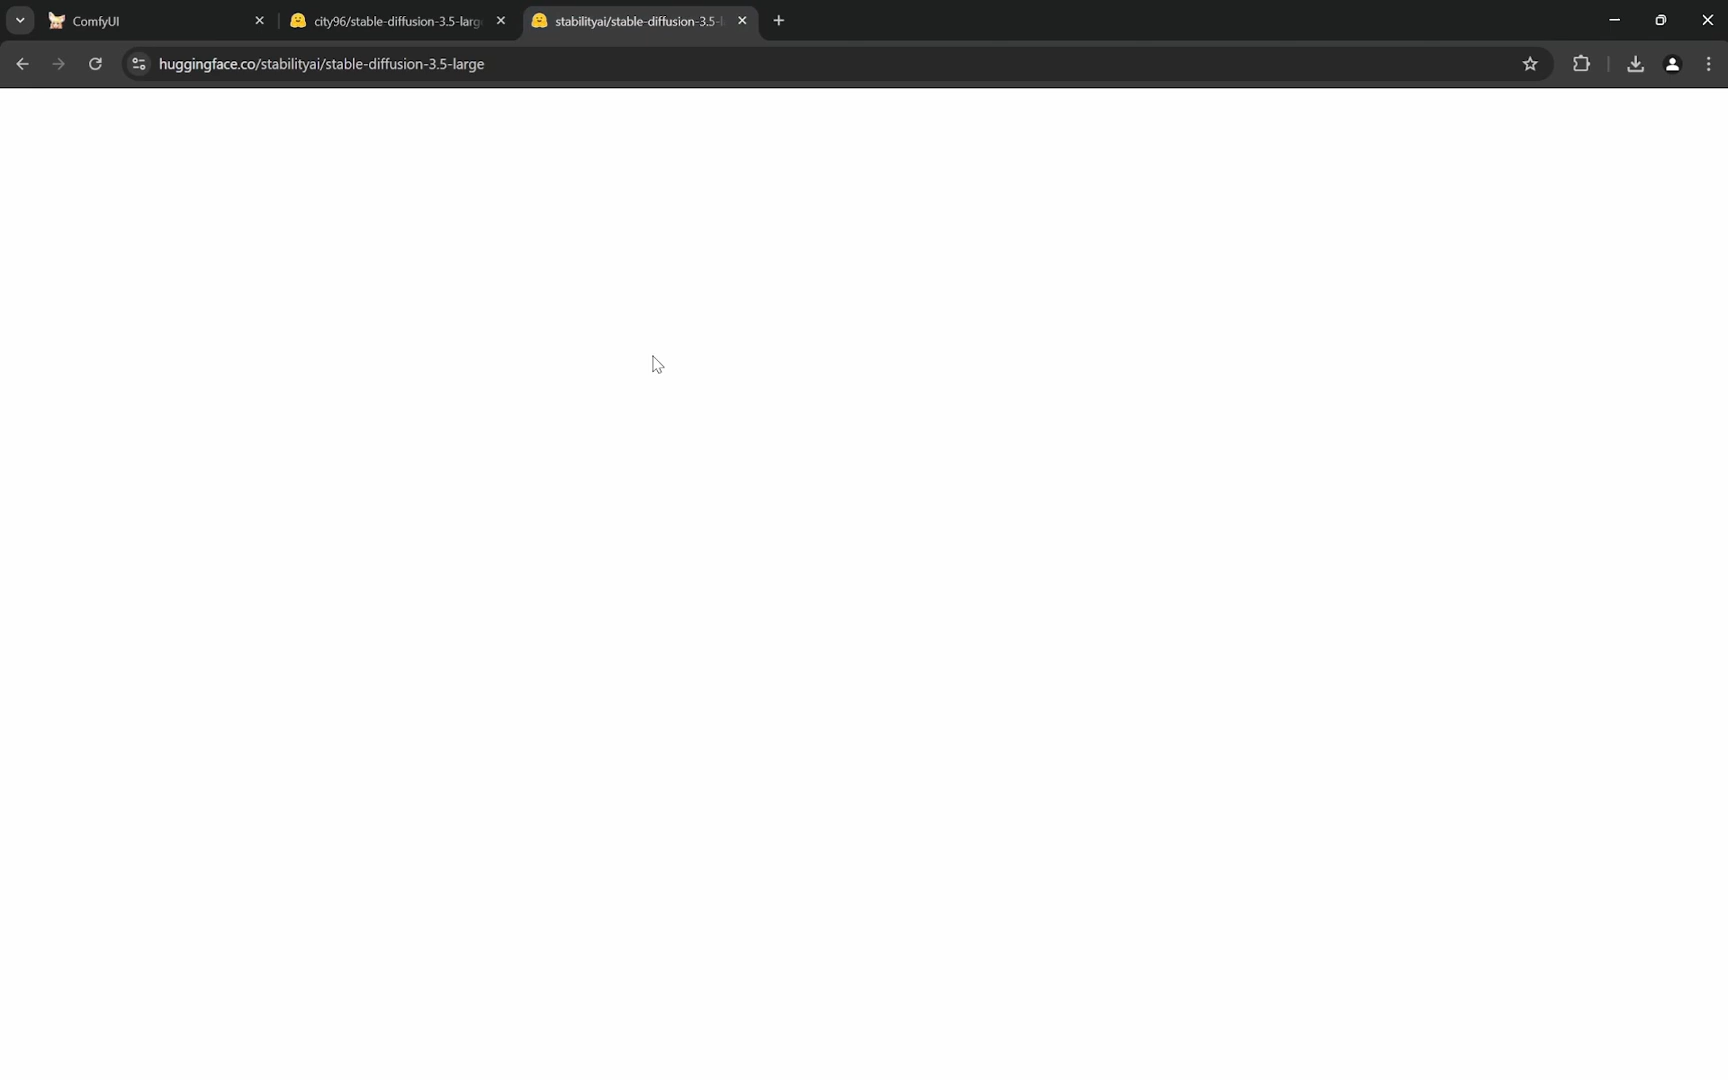 ComfyUI
city96/stable-diffusion-3.5-larg
stabilityai/stable-diffusion-3.5-l
huggingface.co/stabilityai/stable-diffusion-3.5-large